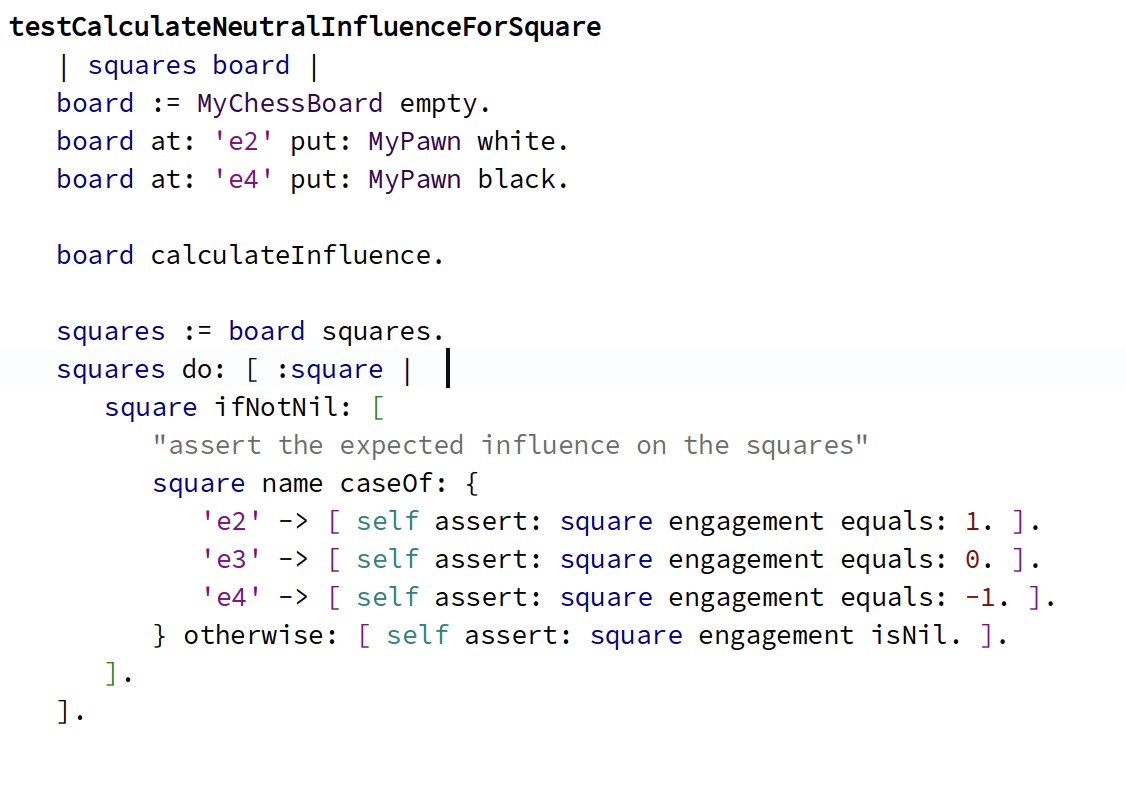 testCalculateNeutralInfluenceForSquare
| squares board |
board := MyChessBoard empty.
board at: 'e2' put: MyPawn white.
board at: 'e4' put: MyPawn black.
board calculateInfluence.
squares := board squares.
squares do: [ :square |
square ifNotNil: [
"assert the expected influence on the squares"
square name caseOf: {
'e2' -> [ self assert: square engagement equals: 1. ].
'e3' -> [ self assert: square engagement equals: 0. ].
'e4' -> [ self assert: square engagement equals: -1. ].
} otherwise: [ self assert: square engagement isNil. ].
].
].